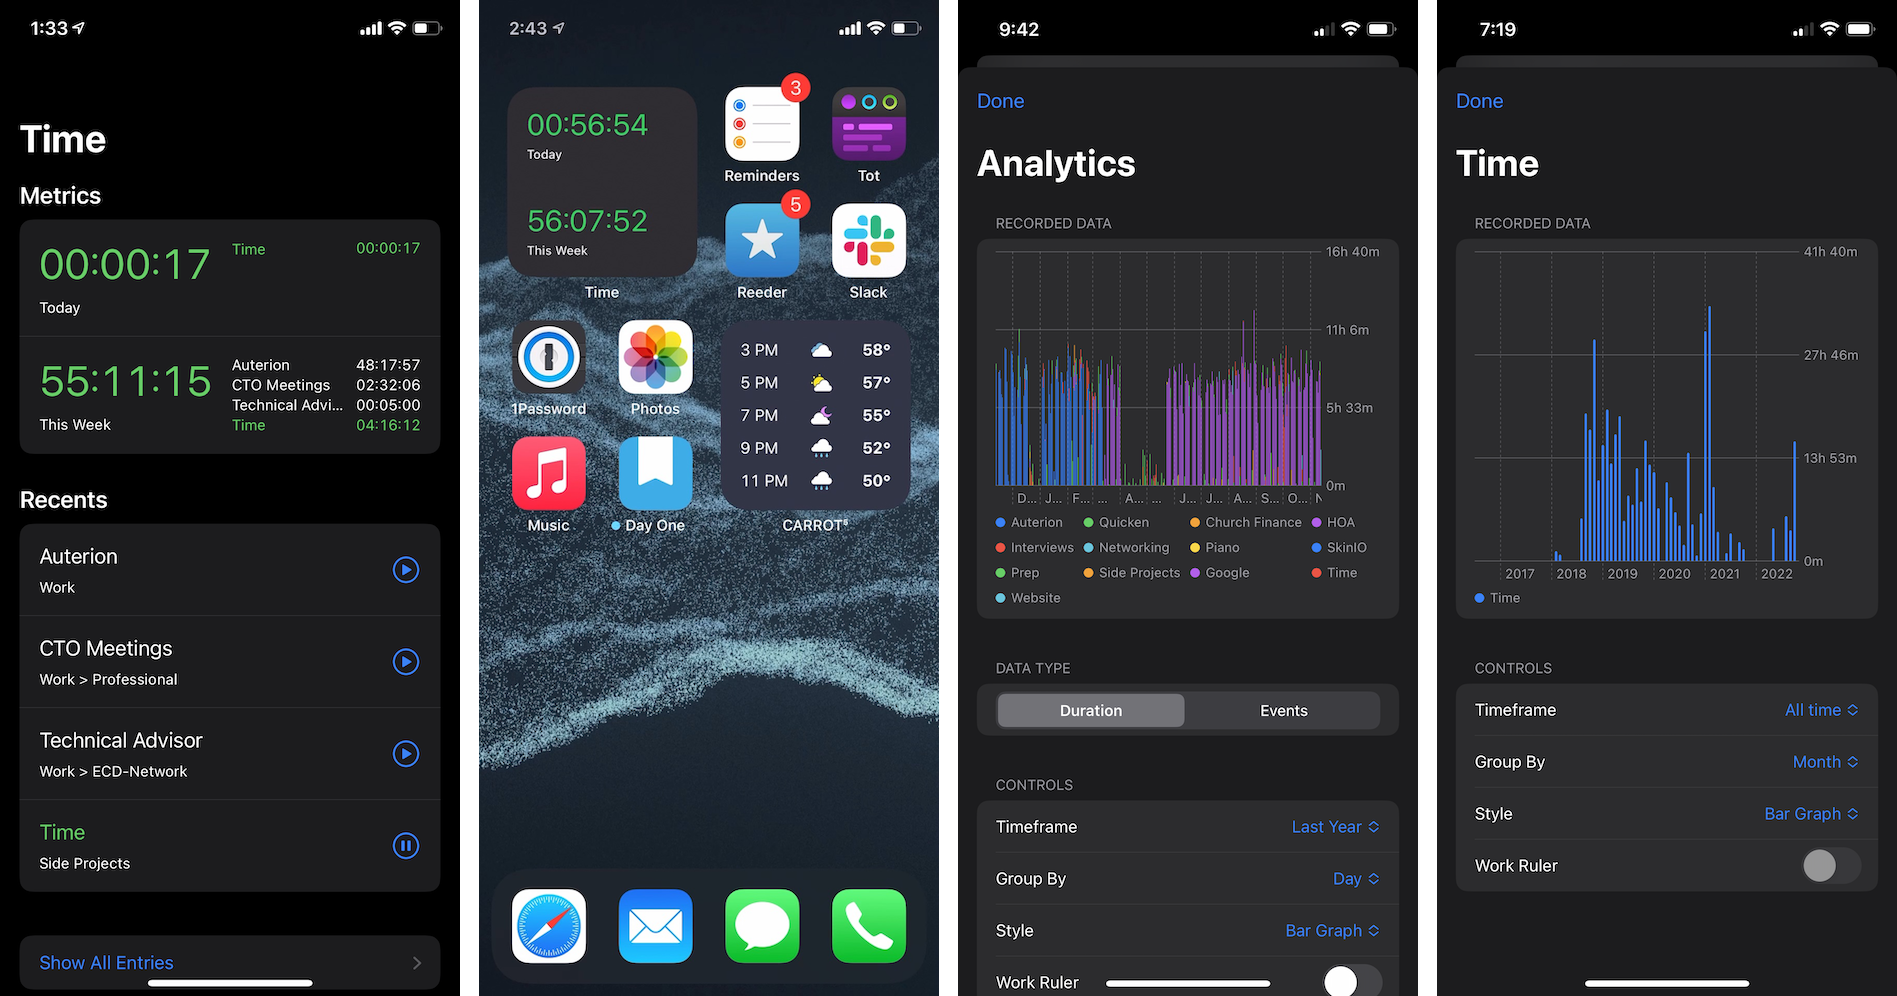 1:33
Time
Metrics
00:00:17
Today
Time 00:00:17
55:11:15
This Week
Auterion 48:17:57
CTO Meetings 02:32:06
Technical Advi... 00:05:00
Time 04:16:12
Recents
Auterion
Work
CTO Meetings
Work > Professional
Technical Advisor
Work > ECD-Network
Time
Side Projects
Show All Entries
2:43
00:56:54
Today
56:07:52
This Week
Time
3
Reminders
Tot
5
Reeder
Slack
1Password
Photos
3 PM 58°
5 PM 57°
7 PM 55°
9 PM 52°
11 PM 50°
Music
Day One
CARROT⁵
9:42
Done
Analytics
RECORDED DATA
16h 40m
11h 6m
5h 33m
0m
D... J... F... ... A... ... J... J... A... S... O... N
Auterion Quicken Church Finance HOA
Interviews Networking Piano SkinIO
Prep Side Projects Google Time
Website
DATA TYPE
Duration Events
CONTROLS
Timeframe Last Year
Group By Day
Style Bar Graph
Work Ruler
7:19
Done
Time
RECORDED DATA
41h 40m
27h 46m
13h 53m
0m
2017 2018 2019 2020 2021 2022
Time
CONTROLS
Timeframe All time
Group By Month
Style Bar Graph
Work Ruler